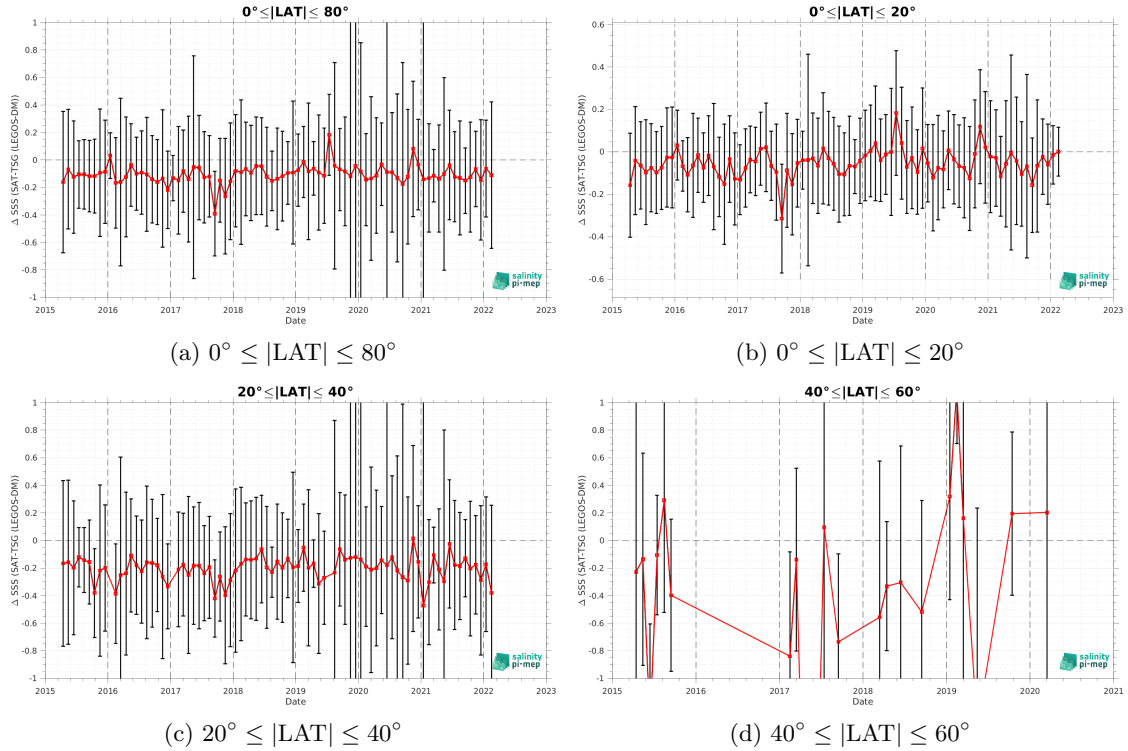 0°≤|LAT|≤ 80°
Δ SSS (SAT-TSG (LEGOS-DM))
1
0.8
0.6
0.4
0.2
0
-0.2
-0.4
-0.6
-0.8
-1
2015 2016 2017 2018 2019 2020 2021 2022 2023
Date
salinity
pi-mep
(a) 0° ≤ |LAT| ≤ 80°
0°≤|LAT|≤ 20°
Δ SSS (SAT-TSG (LEGOS-DM))
0.6
0.4
0.2
0
-0.2
-0.4
-0.6
2015 2016 2017 2018 2019 2020 2021 2022 2023
Date
salinity
pi-mep
(b) 0° ≤ |LAT| ≤ 20°
20°≤|LAT|≤ 40°
Δ SSS (SAT-TSG (LEGOS-DM))
1
0.8
0.6
0.4
0.2
0
-0.2
-0.4
-0.6
-0.8
-1
2015 2016 2017 2018 2019 2020 2021 2022 2023
Date
salinity
pi-mep
(c) 20° ≤ |LAT| ≤ 40°
40°≤|LAT|≤ 60°
Δ SSS (SAT-TSG (LEGOS-DM))
1
0.8
0.6
0.4
0.2
0
-0.2
-0.4
-0.6
-0.8
-1
2015 2016 2017 2018 2019 2020 2021
Date
salinity
pi-mep
(d) 40° ≤ |LAT| ≤ 60°